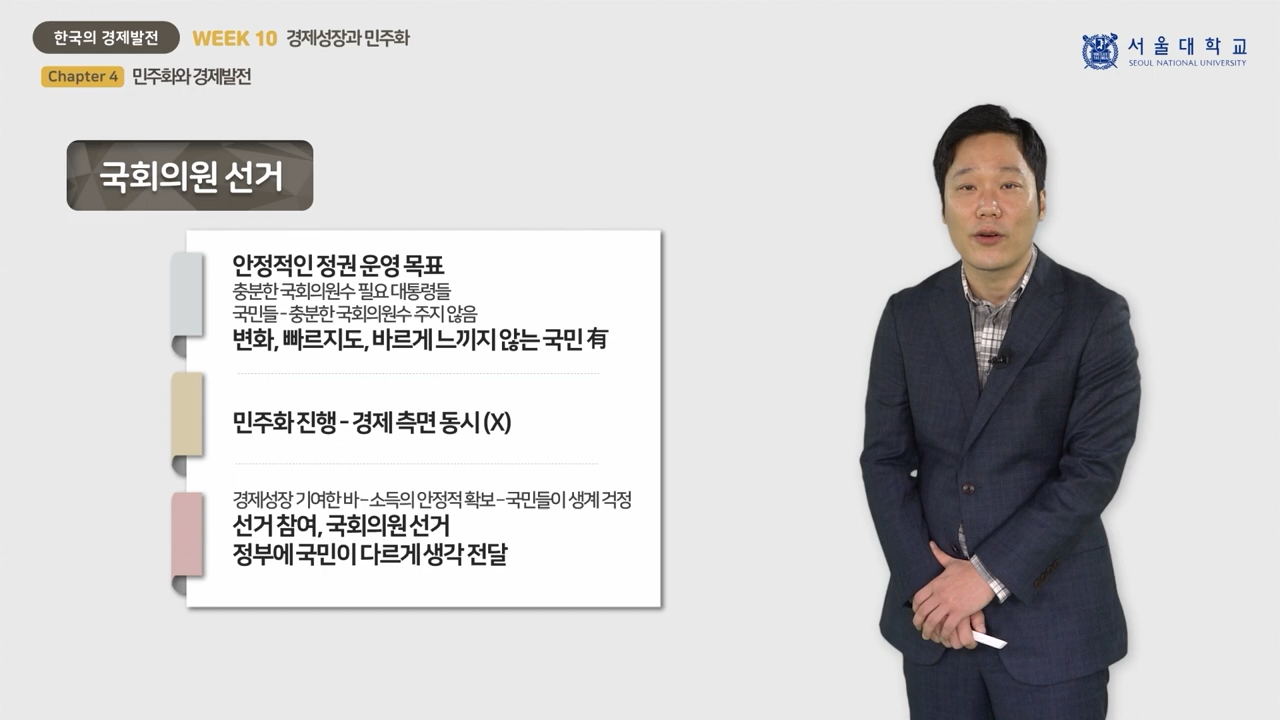 한국의 경제발전 WEEK 10 경제성장과 민주화
Chapter 4 민주화와 경제발전
서울대학교
SEOUL NATIONAL UNIVERSITY
국회의원 선거
안정적인 정권 운영 목표
충분한 국회의원수 필요 대통령들
국민들 - 충분한 국회의원수 주지 않음
변화, 빠르지도, 바르게 느끼지 않는 국민 有
민주화 진행 - 경제 측면 동시 (X)
경제성장 기여한 바 - 소득의 안정적 확보 - 국민들이 생계 걱정
선거 참여, 국회의원 선거
정부에 국민이 다르게 생각 전달